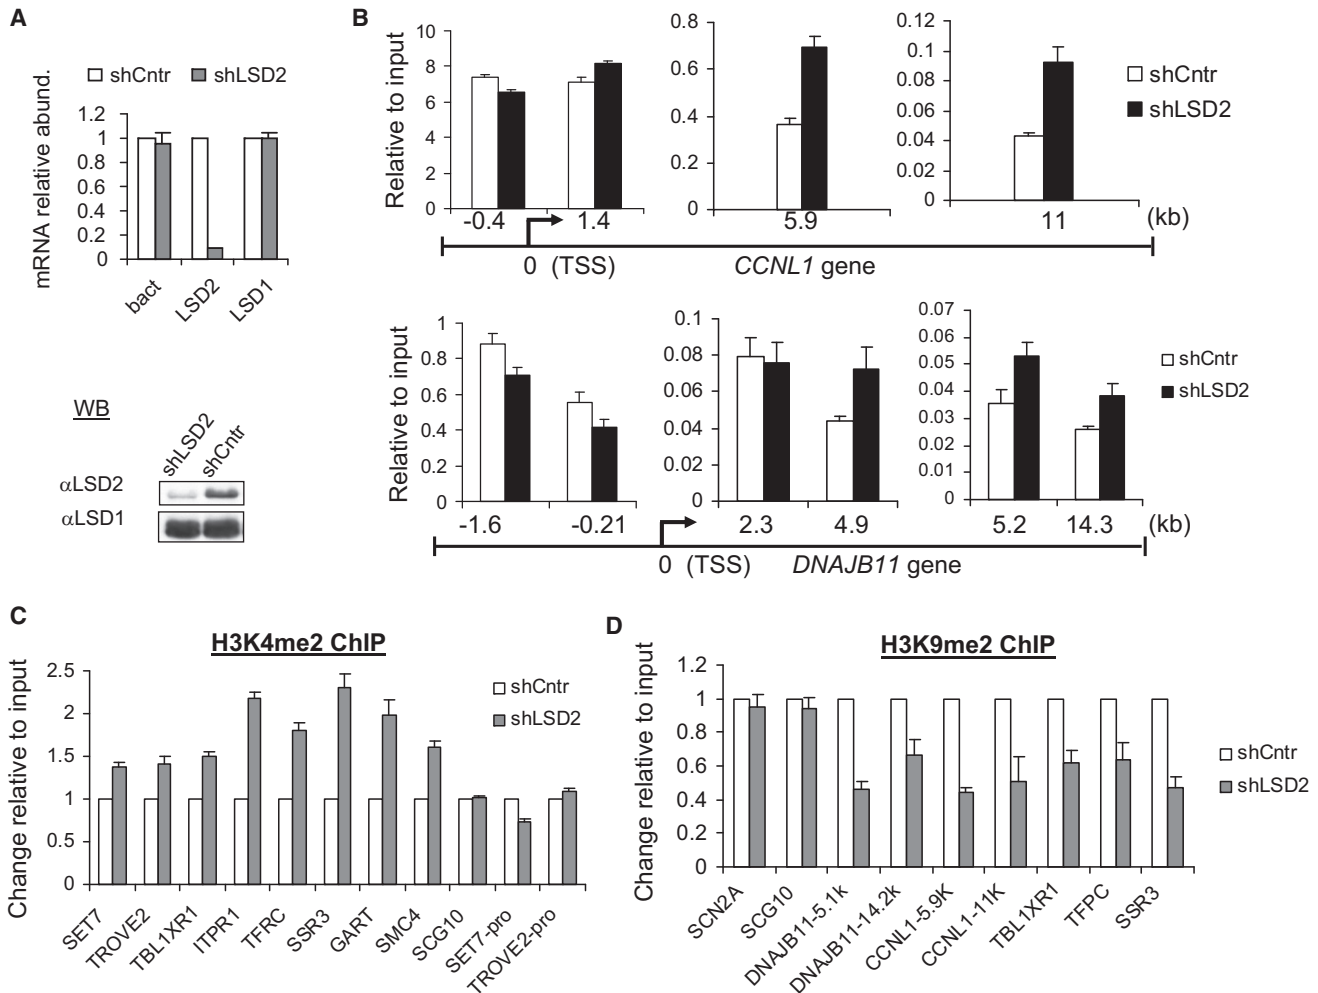 A
shCntr shLSD2
mRNA relative abund.
1.2
1
0.8
0.6
0.4
0.2
0
bact LSD2 LSD1
WB
shLSD2 shCntr
αLSD2
αLSD1
B
Relative to input
10
8
6
4
2
0
-0.4 1.4
0.8
0.6
0.4
0.2
0
5.9
0.12
0.1
0.08
0.06
0.04
0.02
0
11 (kb)
shCntr
shLSD2
0 (TSS) CCNL1 gene
Relative to input
1
0.8
0.6
0.4
0.2
0
-1.6 -0.21
0.1
0.08
0.06
0.04
0.02
0
2.3 4.9
0.07
0.06
0.05
0.04
0.03
0.02
0.01
0
5.2 14.3 (kb)
shCntr
shLSD2
0 (TSS) DNAJB11 gene
C
H3K4me2 ChIP
Change relative to input
2.5
2
1.5
1
0.5
0
shCntr
shLSD2
SET7 TROVE2 TBL1XR1 ITPR1 TFRC SSR3 GART SMC4 SCG10 SET7-pro TROVE2-pro
D
H3K9me2 ChIP
Change relative to input
1.2
1
0.8
0.6
0.4
0.2
0
shCntr
shLSD2
SCN2A SCG10 DNAJB11-5.1k DNAJB11-14.2k CCNL1-5.9K CCNL1-11K TBL1XR1 TFPC SSR3